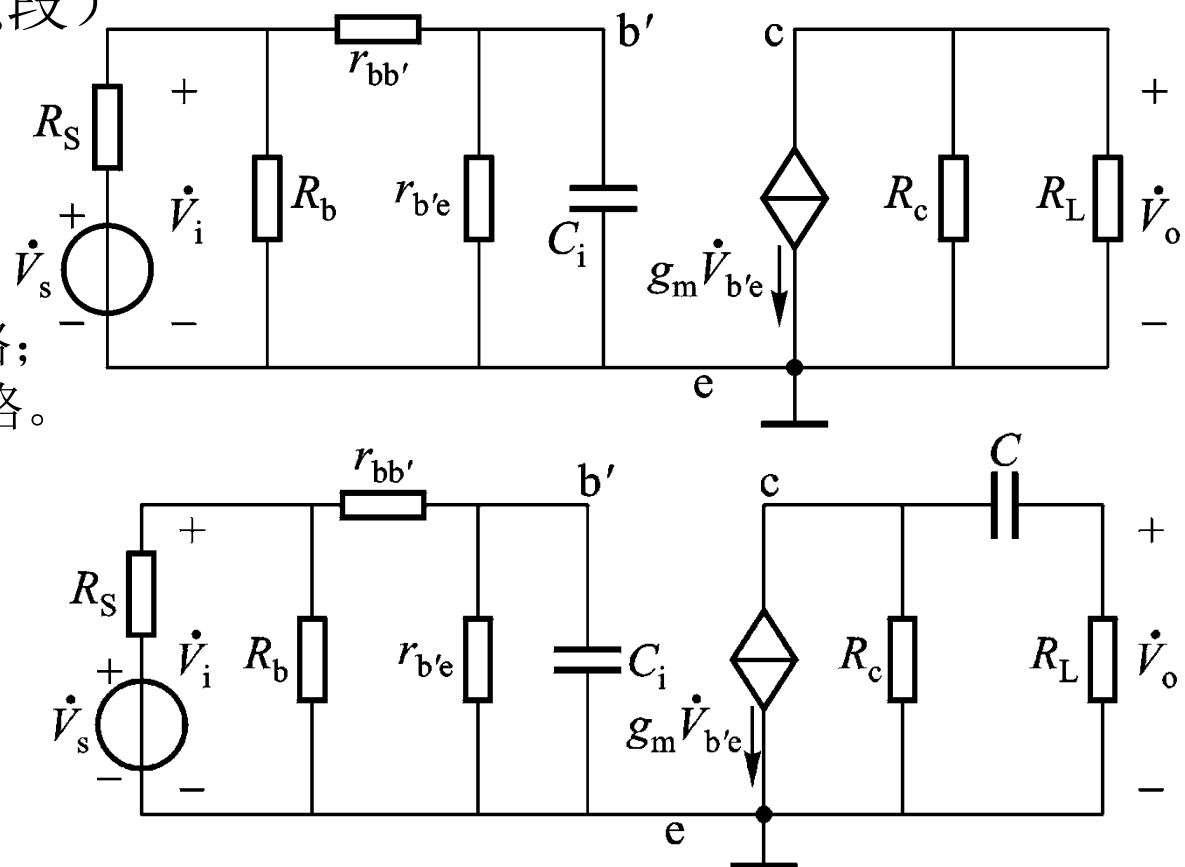 段）
b′
c
r_bb′
R_S
+
+
+
V̇_i
R_b
r_b′e
C_i
R_c
R_L
V̇_o
V̇_s
g_m V̇_b′e
−
−
−
；
e
路。
C
r_bb′
b′
c
+
+
R_S
+
V̇_i
R_b
r_b′e
C_i
R_c
R_L
V̇_o
V̇_s
g_m V̇_b′e
−
−
−
e